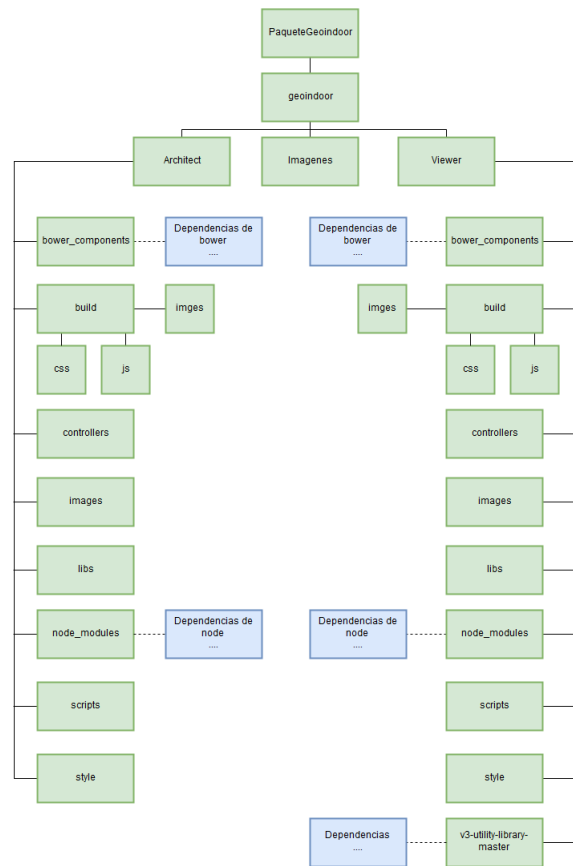 PaqueteGeoindoor
geoindoor
Architect
Imagenes
Viewer
bower_components
Dependencias de
bower
....
Dependencias de
bower
....
bower_components
build
imges
imges
build
css
js
css
js
controllers
controllers
images
images
libs
libs
node_modules
Dependencias de
node
....
Dependencias de
node
....
node_modules
scripts
scripts
style
style
Dependencias
....
v3-utility-library-
master